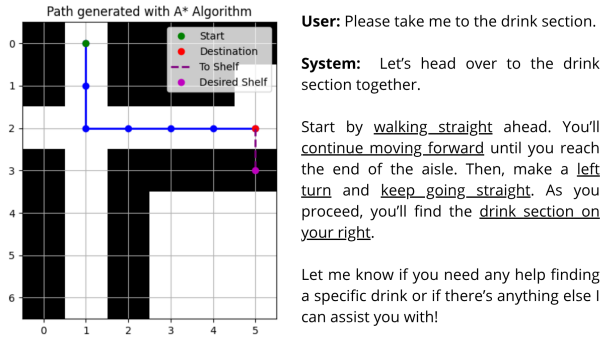 Path generated with A* Algorithm
Start
Destination
To Shelf
Desired Shelf
0
1
2
3
4
5
6
0 1 2 3 4 5
User: Please take me to the drink section.
System: Let's head over to the drink
section together.
Start by walking straight ahead. You'll
continue moving forward until you reach
the end of the aisle. Then, make a left
turn and keep going straight. As you
proceed, you'll find the drink section on
your right.
Let me know if you need any help finding
a specific drink or if there's anything else I
can assist you with!